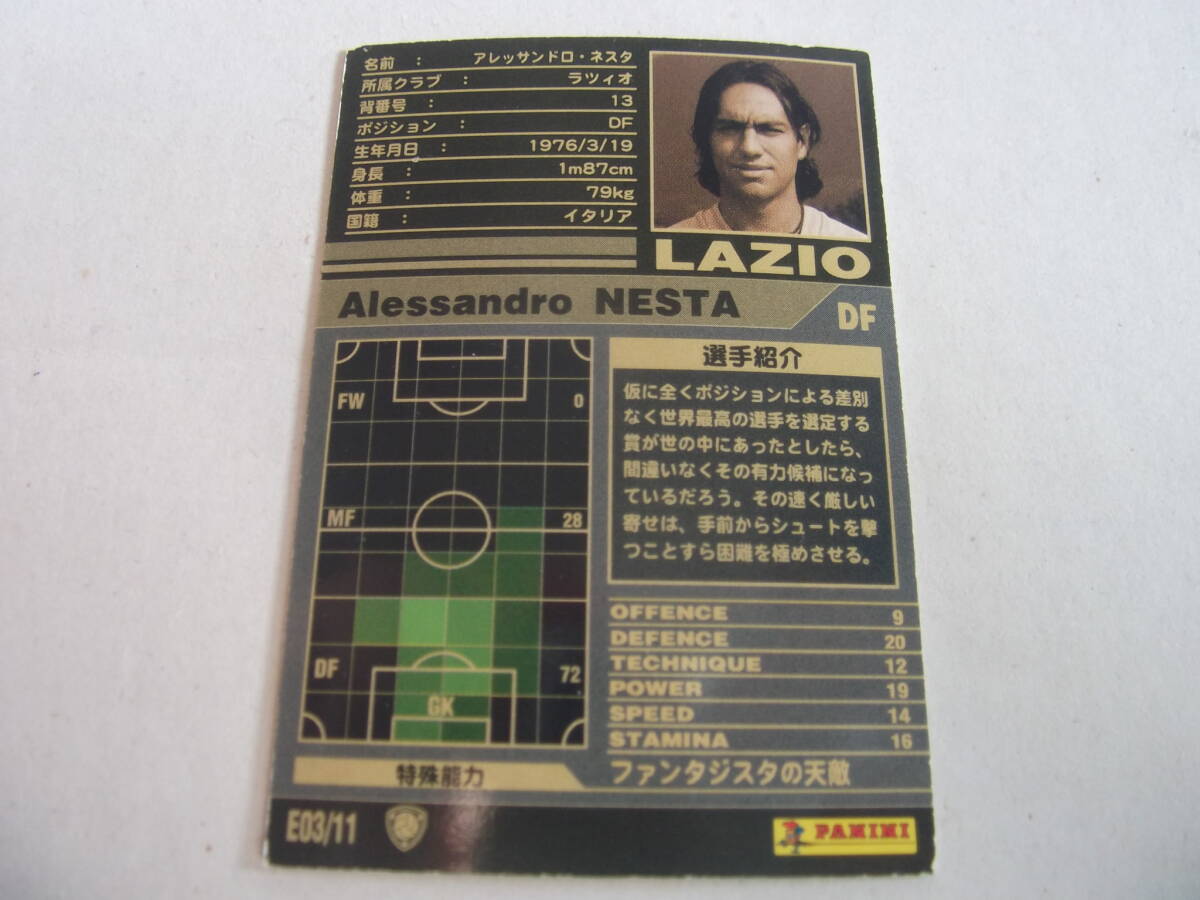 名前 : アレッサンドロ・ネスタ
所属クラブ : ラツィオ
背番号 : 13
ポジション : DF
生年月日 : 1976/3/19
身長 : 1m87cm
体重 : 79kg
国籍 : イタリア
LAZIO
Alessandro NESTA
DF
FW 0
MF 28
DF 72
GK
選手紹介
仮に全くポジションによる差別
なく世界最高の選手を選定する
賞が世の中にあったとしたら、
間違いなくその有力候補になっ
ているだろう。その速く厳しい
寄せは、手前からシュートを撃
つことすら困難を極めさせる。
OFFENCE 9
DEFENCE 20
TECHNIQUE 12
POWER 19
SPEED 14
STAMINA 16
特殊能力 ファンタジスタの天敵
E03/11
PANINI